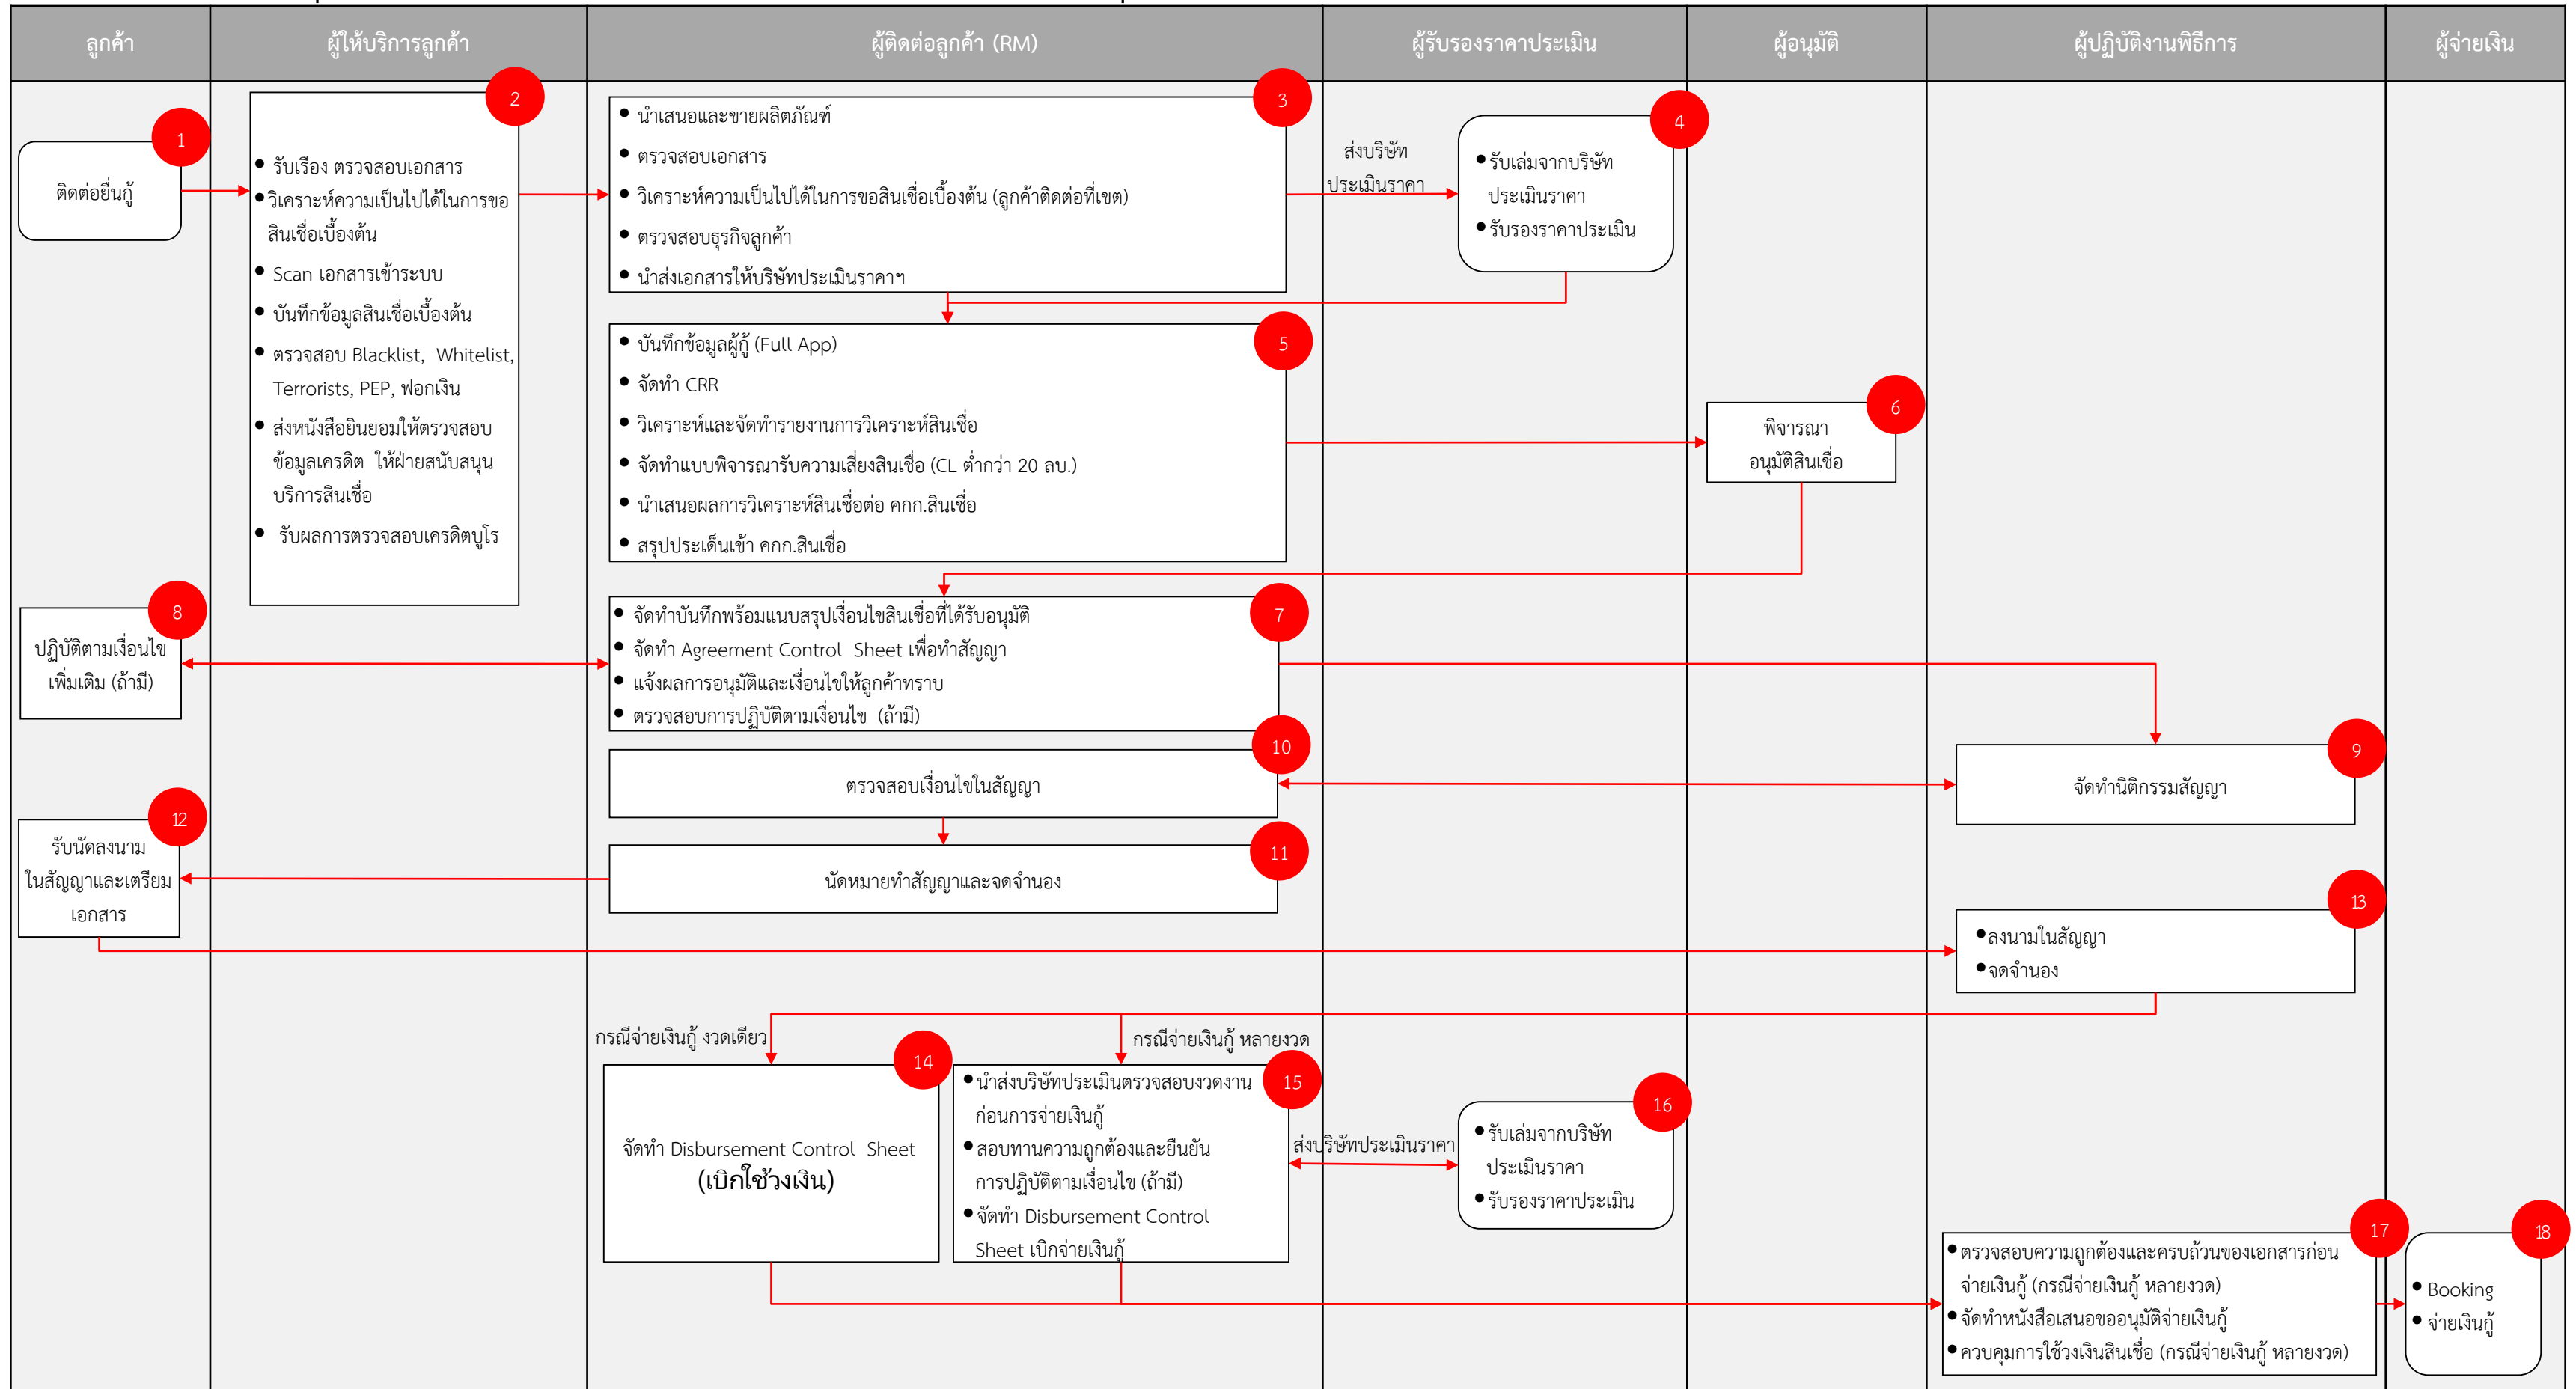 ลูกค้า
ผู้ให้บริการลูกค้า
ผู้ติดต่อลูกค้า (RM)
ผู้รับรองราคาประเมิน
ผู้อนุมัติ
ผู้ปฏิบัติงานพิธีการ
ผู้จ่ายเงิน
1
ติดต่อยื่นกู้
2
• รับเรื่อง ตรวจสอบเอกสาร
• วิเคราะห์ความเป็นไปได้ในการขอ
สินเชื่อเบื้องต้น
• Scan เอกสารเข้าระบบ
• บันทึกข้อมูลสินเชื่อเบื้องต้น
• ตรวจสอบ Blacklist, Whitelist,
Terrorists, PEP, ฟอกเงิน
• ส่งหนังสือยินยอมให้ตรวจสอบ
ข้อมูลเครดิต ให้ฝ่ายสนับสนุน
บริการสินเชื่อ
• รับผลการตรวจสอบเครดิตบูโร
3
• นำเสนอและขายผลิตภัณฑ์
• ตรวจสอบเอกสาร
• วิเคราะห์ความเป็นไปได้ในการขอสินเชื่อเบื้องต้น (ลูกค้าติดต่อที่เขต)
• ตรวจสอบธุรกิจลูกค้า
• นำส่งเอกสารให้บริษัทประเมินราคาฯ
ส่งบริษัท
ประเมินราคา
4
• รับเล่มจากบริษัท
ประเมินราคา
• รับรองราคาประเมิน
5
• บันทึกข้อมูลผู้กู้ (Full App)
• จัดทำ CRR
• วิเคราะห์และจัดทำรายงานการวิเคราะห์สินเชื่อ
• จัดทำแบบพิจารณารับความเสี่ยงสินเชื่อ (CL ต่ำกว่า 20 ลบ.)
• นำเสนอผลการวิเคราะห์สินเชื่อต่อ คกก.สินเชื่อ
• สรุปประเด็นเข้า คกก.สินเชื่อ
6
พิจารณา
อนุมัติสินเชื่อ
7
• จัดทำบันทึกพร้อมแนบสรุปเงื่อนไขสินเชื่อที่ได้รับอนุมัติ
• จัดทำ Agreement Control Sheet เพื่อทำสัญญา
• แจ้งผลการอนุมัติและเงื่อนไขให้ลูกค้าทราบ
• ตรวจสอบการปฏิบัติตามเงื่อนไข (ถ้ามี)
8
ปฏิบัติตามเงื่อนไข
เพิ่มเติม (ถ้ามี)
9
จัดทำนิติกรรมสัญญา
10
ตรวจสอบเงื่อนไขในสัญญา
11
นัดหมายทำสัญญาและจดจำนอง
12
รับนัดลงนาม
ในสัญญาและเตรียม
เอกสาร
13
• ลงนามในสัญญา
• จดจำนอง
กรณีจ่ายเงินกู้ งวดเดียว
14
จัดทำ Disbursement Control Sheet
(เบิกใช้วงเงิน)
กรณีจ่ายเงินกู้ หลายงวด
15
• นำส่งบริษัทประเมินตรวจสอบงวดงาน
ก่อนการจ่ายเงินกู้
• สอบทานความถูกต้องและยืนยัน
การปฏิบัติตามเงื่อนไข (ถ้ามี)
• จัดทำ Disbursement Control
Sheet เบิกจ่ายเงินกู้
ส่งบริษัทประเมินราคา
16
• รับเล่มจากบริษัท
ประเมินราคา
• รับรองราคาประเมิน
17
• ตรวจสอบความถูกต้องและครบถ้วนของเอกสารก่อน
จ่ายเงินกู้ (กรณีจ่ายเงินกู้ หลายงวด)
• จัดทำหนังสือเสนอขออนุมัติจ่ายเงินกู้
• ควบคุมการใช้วงเงินสินเชื่อ (กรณีจ่ายเงินกู้ หลายงวด)
18
• Booking
• จ่ายเงินกู้